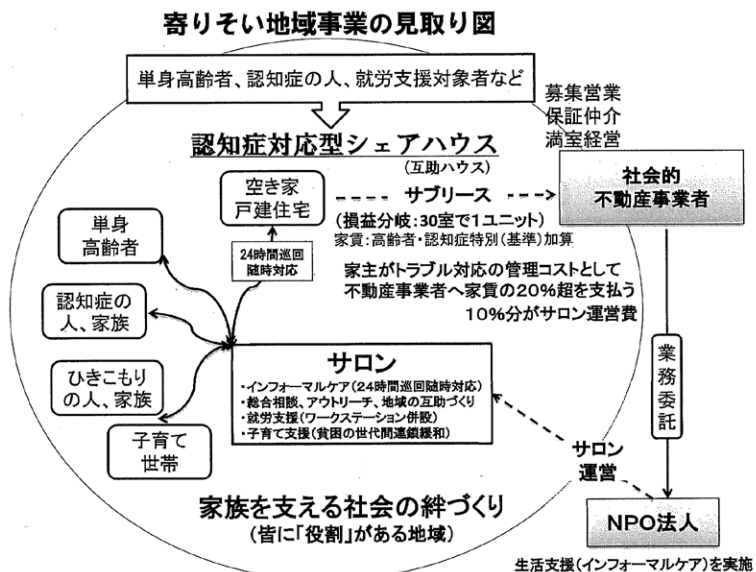 寄りそい地域事業の見取り図
単身高齢者、認知症の人、就労支援対象者など
募集営業
保証仲介
満室経営
認知症対応型シェアハウス
(互助ハウス)
空き家
戸建住宅
サブリース
社会的
不動産事業者
(損益分岐:30室で1ユニット)
家賃:高齢者・認知症特別(基準)加算
単身
高齢者
24時間巡回
随時対応
家主がトラブル対応の管理コストとして
不動産事業者へ家賃の20%超を支払う
10%分がサロン運営費
認知症の
人、家族
ひきこもり
の人、家族
子育て
世帯
サロン
・インフォーマルケア(24時間巡回随時対応)
・総合相談、アウトリーチ、地域の互助づくり
・就労支援(ワークステーション併設)
・子育て支援(貧困の世代間連鎖緩和)
業務委託
サロン
運営
家族を支える社会の絆づくり
(皆に「役割」がある地域)
NPO法人
生活支援(インフォーマルケア)を実施